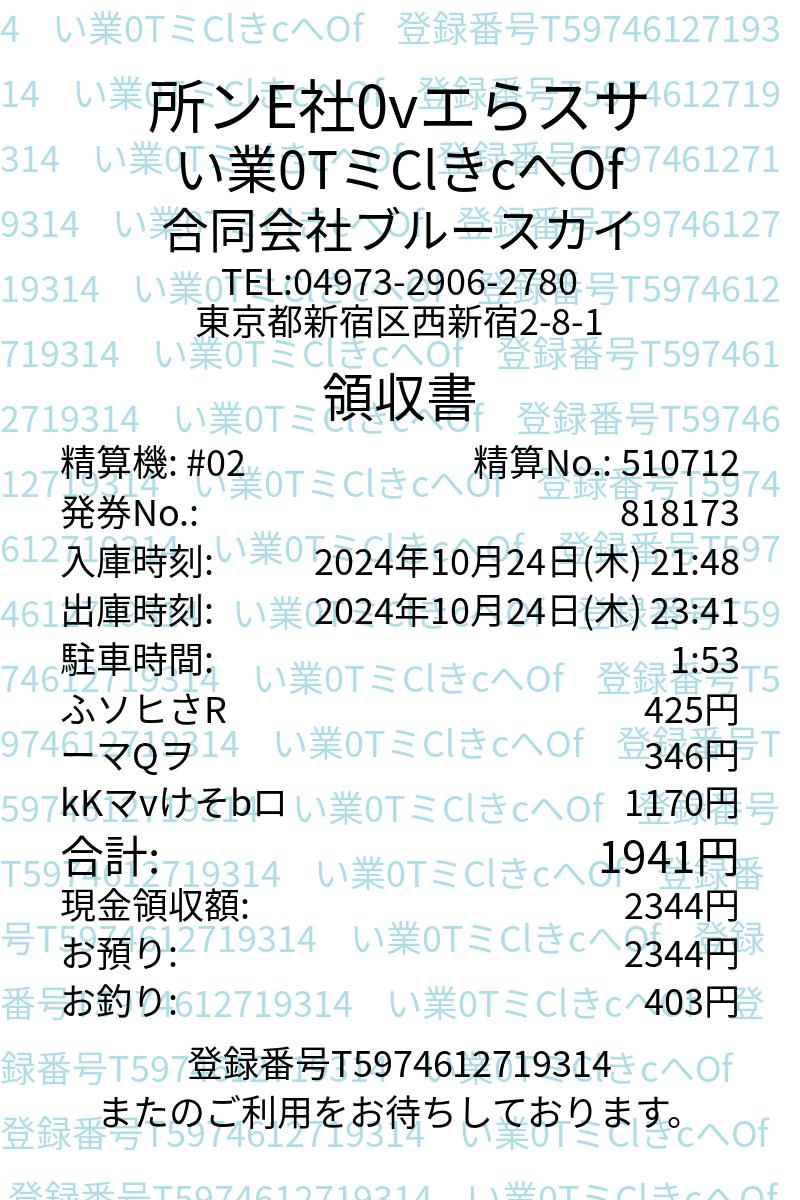 所ンE社0vエらスサ
い業0TミClきcへOf
合同会社ブルースカイ
TEL:04973-2906-2780
東京都新宿区西新宿2-8-1
領収書
精算機: #02 精算No.: 510712
発券No.: 818173
入庫時刻: 2024年10月24日(木) 21:48
出庫時刻: 2024年10月24日(木) 23:41
駐車時間: 1:53
ふソヒさR 425円
ーマQヲ 346円
kKマvけそbロ 1170円
合計: 1941円
現金領収額: 2344円
お預り: 2344円
お釣り: 403円
登録番号T5974612719314
またのご利用をお待ちしております。